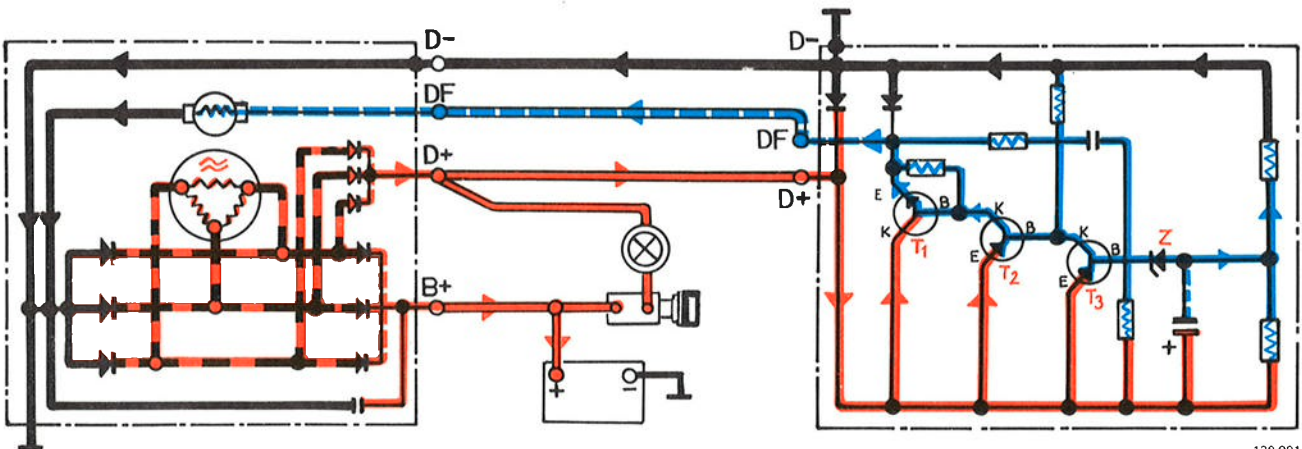 D-
DF
D+
B+
+
-
D-
DF
D+
E
K
B
T1
K
E
B
T2
K
E
B
T3
Z
+